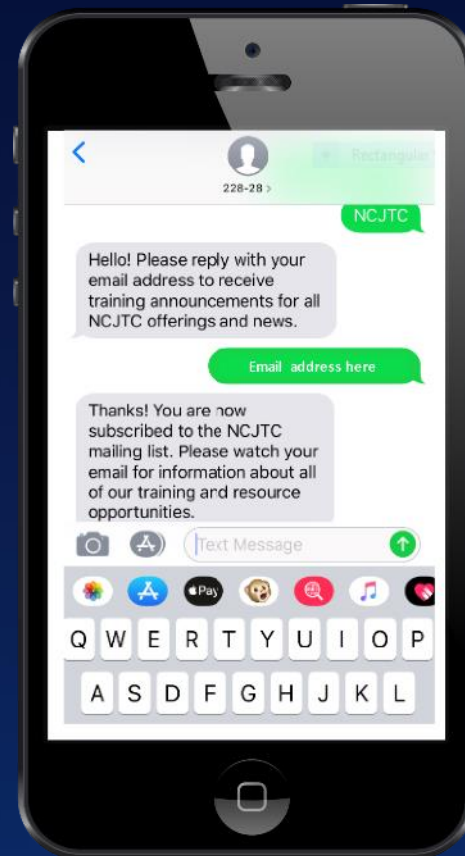 Rectangular
228-28 >
NCJTC
Hello! Please reply with your
email address to receive
training announcements for all
NCJTC offerings and news.
Email address here
Thanks! You are now
subscribed to the NCJTC
mailing list. Please watch your
email for information about all
of our training and resource
opportunities.
Text Message
Pay
Q W E R T Y U I O P
A S D F G H J K L